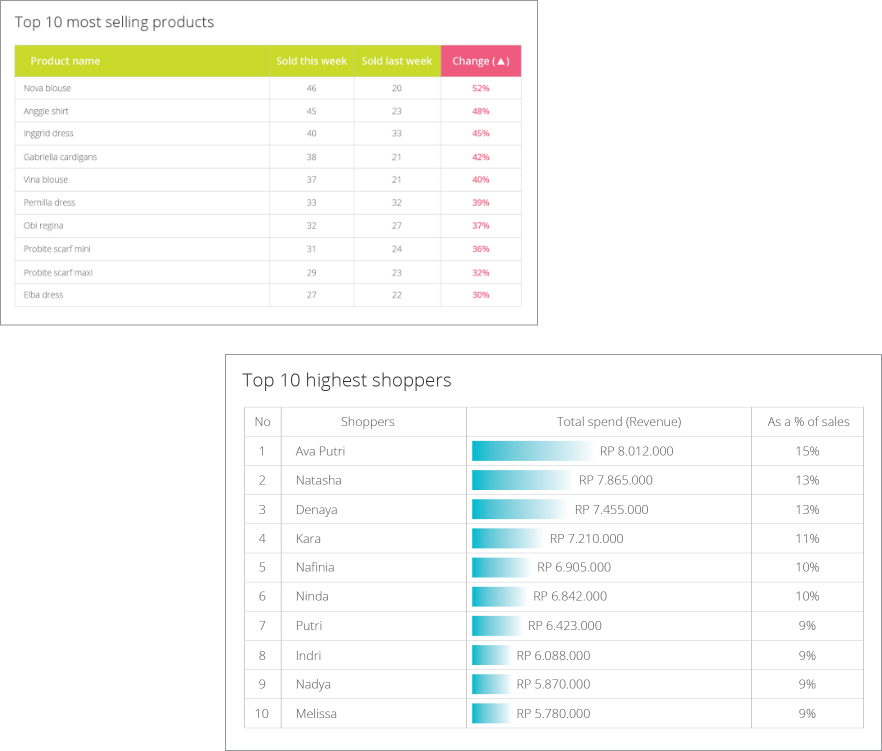 Top 10 most selling products
Product name Sold this week Sold last week Change (▲)
Nova blouse 46 20 52%
Anggie shirt 45 23 48%
Inggrid dress 40 33 45%
Gabriella cardigans 38 21 42%
Vina blouse 37 21 40%
Pernilla dress 33 32 39%
Obi regina 32 27 37%
Probite scarf mini 31 24 36%
Probite scarf maxi 29 23 32%
Elba dress 27 22 30%
Top 10 highest shoppers
No Shoppers Total spend (Revenue) As a % of sales
1 Ava Putri RP 8.012.000 15%
2 Natasha RP 7.865.000 13%
3 Denaya RP 7.455.000 13%
4 Kara RP 7.210.000 11%
5 Nafinia RP 6.905.000 10%
6 Ninda RP 6.842.000 10%
7 Putri RP 6.423.000 9%
8 Indri RP 6.088.000 9%
9 Nadya RP 5.870.000 9%
10 Melissa RP 5.780.000 9%